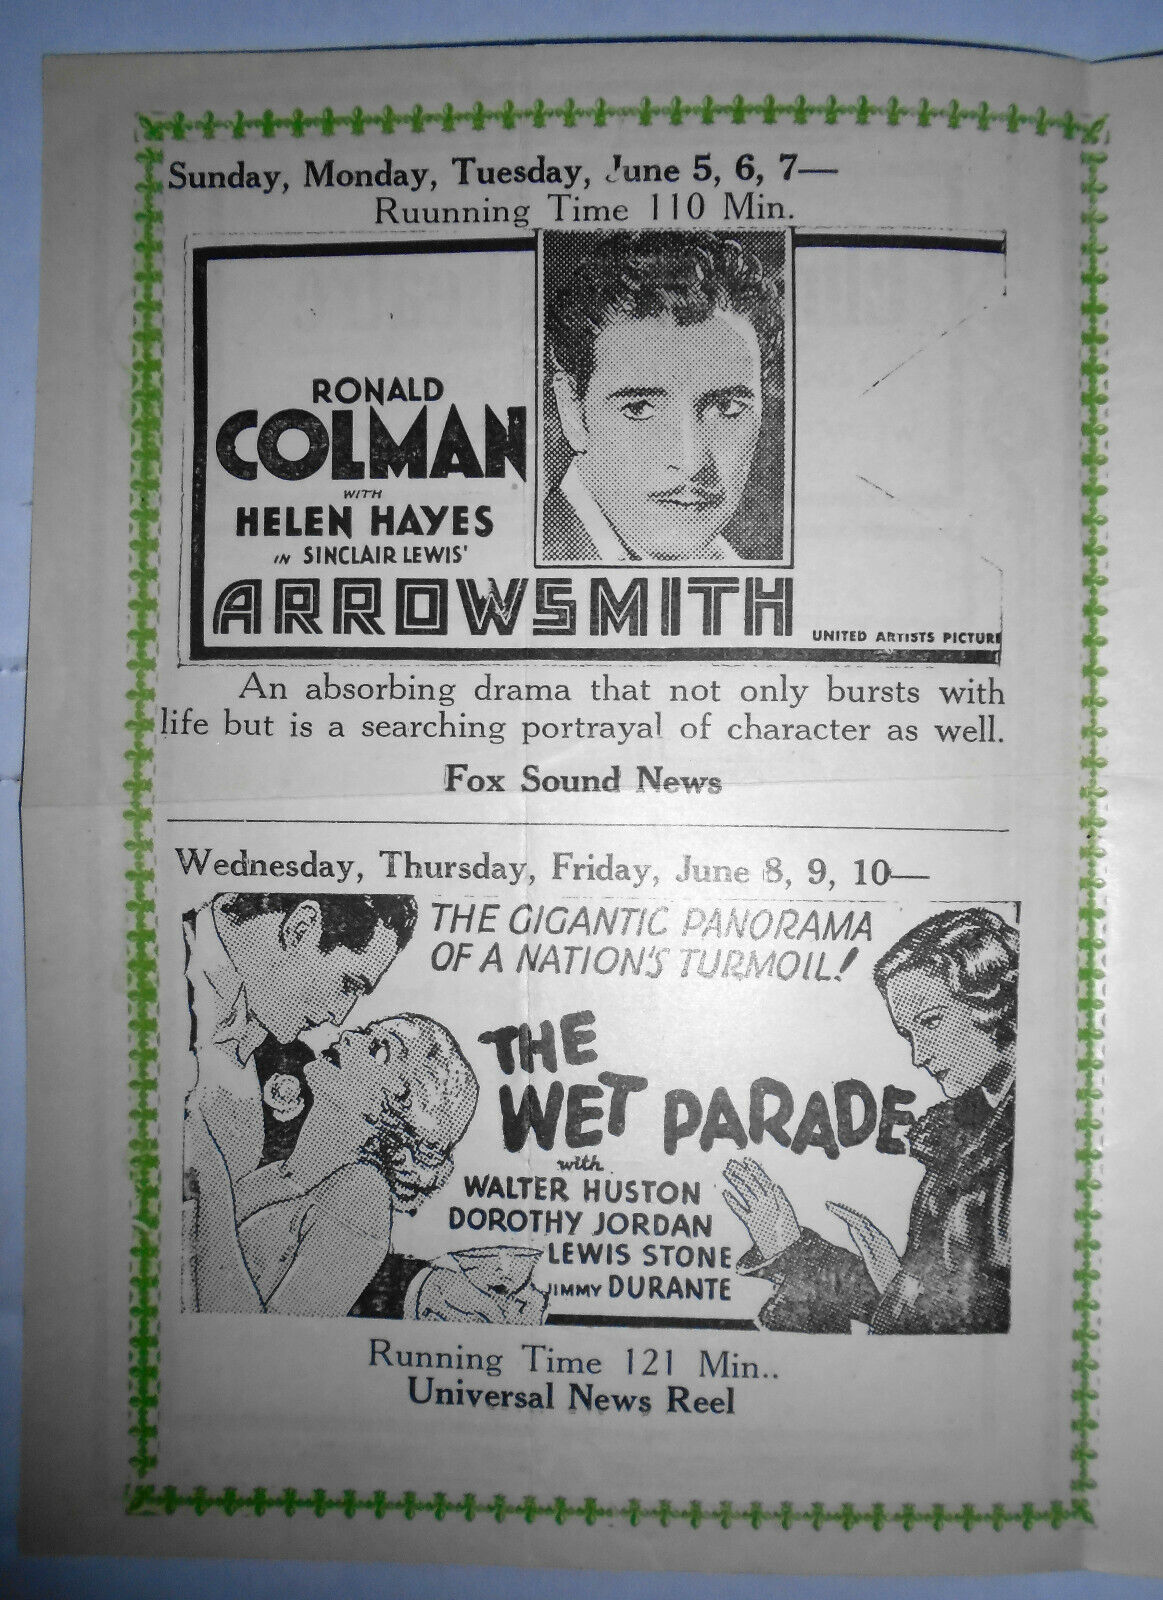 Sunday, Monday, Tuesday, June 5, 6, 7—
Ruunning Time 110 Min.
RONALD
COLMAN
WITH
HELEN HAYES
IN SINCLAIR LEWIS'
ARROWSMITH
UNITED ARTISTS PICTURE
An absorbing drama that not only bursts with
life but is a searching portrayal of character as well.
Fox Sound News
Wednesday, Thursday, Friday, June 8, 9, 10—
THE GIGANTIC PANORAMA
OF A NATION'S TURMOIL!
THE
WET PARADE
with
WALTER HUSTON
DOROTHY JORDAN
LEWIS STONE
JIMMY DURANTE
Running Time 121 Min..
Universal News Reel